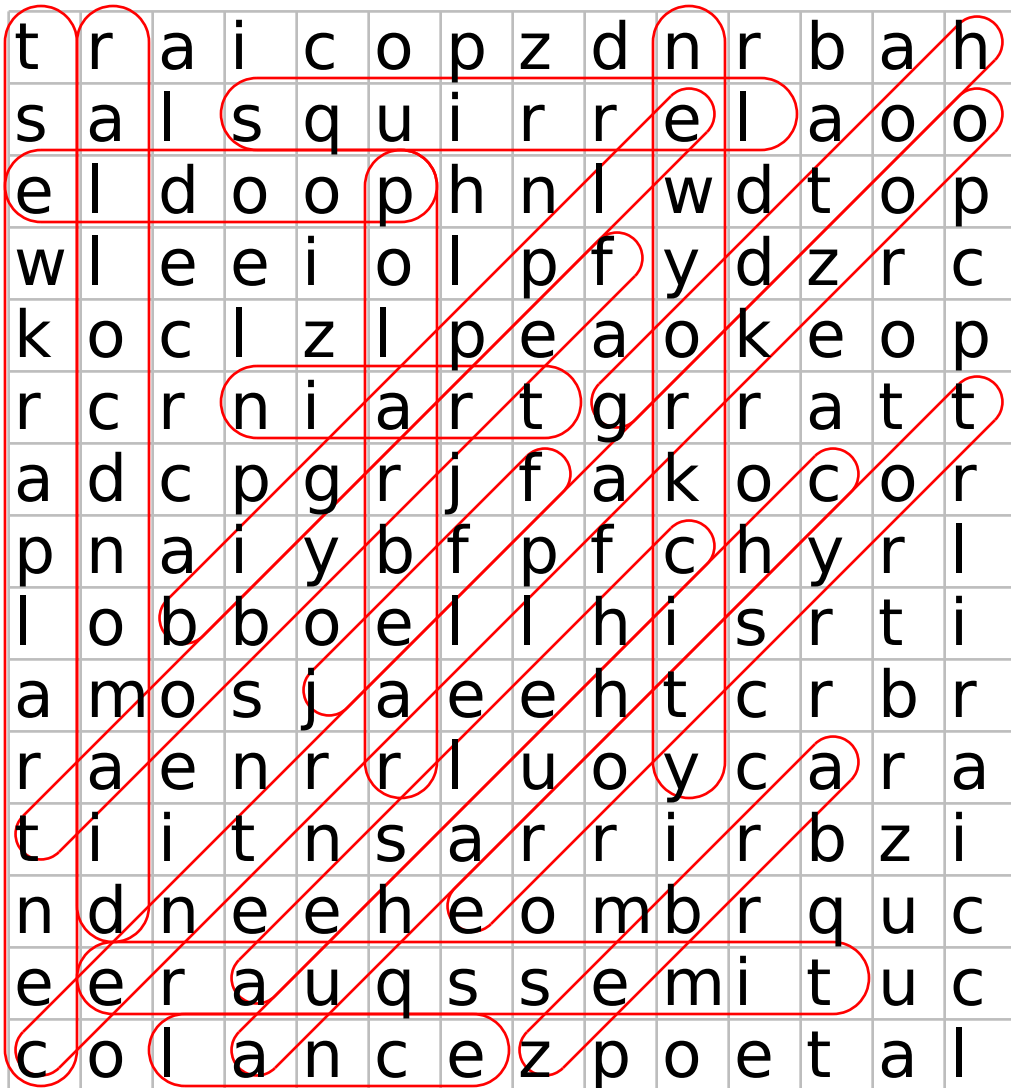 t r a i c o p z d n r b a h
s a l s q u i r r e l a o o
e l d o o p h n l w d t o p
w l e e i o l p f y d z r c
k o c l z l p e a o k e o p
r c r n i a r t g r r a t t
a d c p g r j f a k o c o r
p n a i y b f p f c h y r l
l o b b o e l l h i s r t i
a m o s j a e e h t c r b r
r a e n r r l u o y c a r a
t i i t n s a r r i r b z i
n d n e e h e o m b r q u c
e e r a u q s s e m i t u c
c o l a n c e z p o e t a l